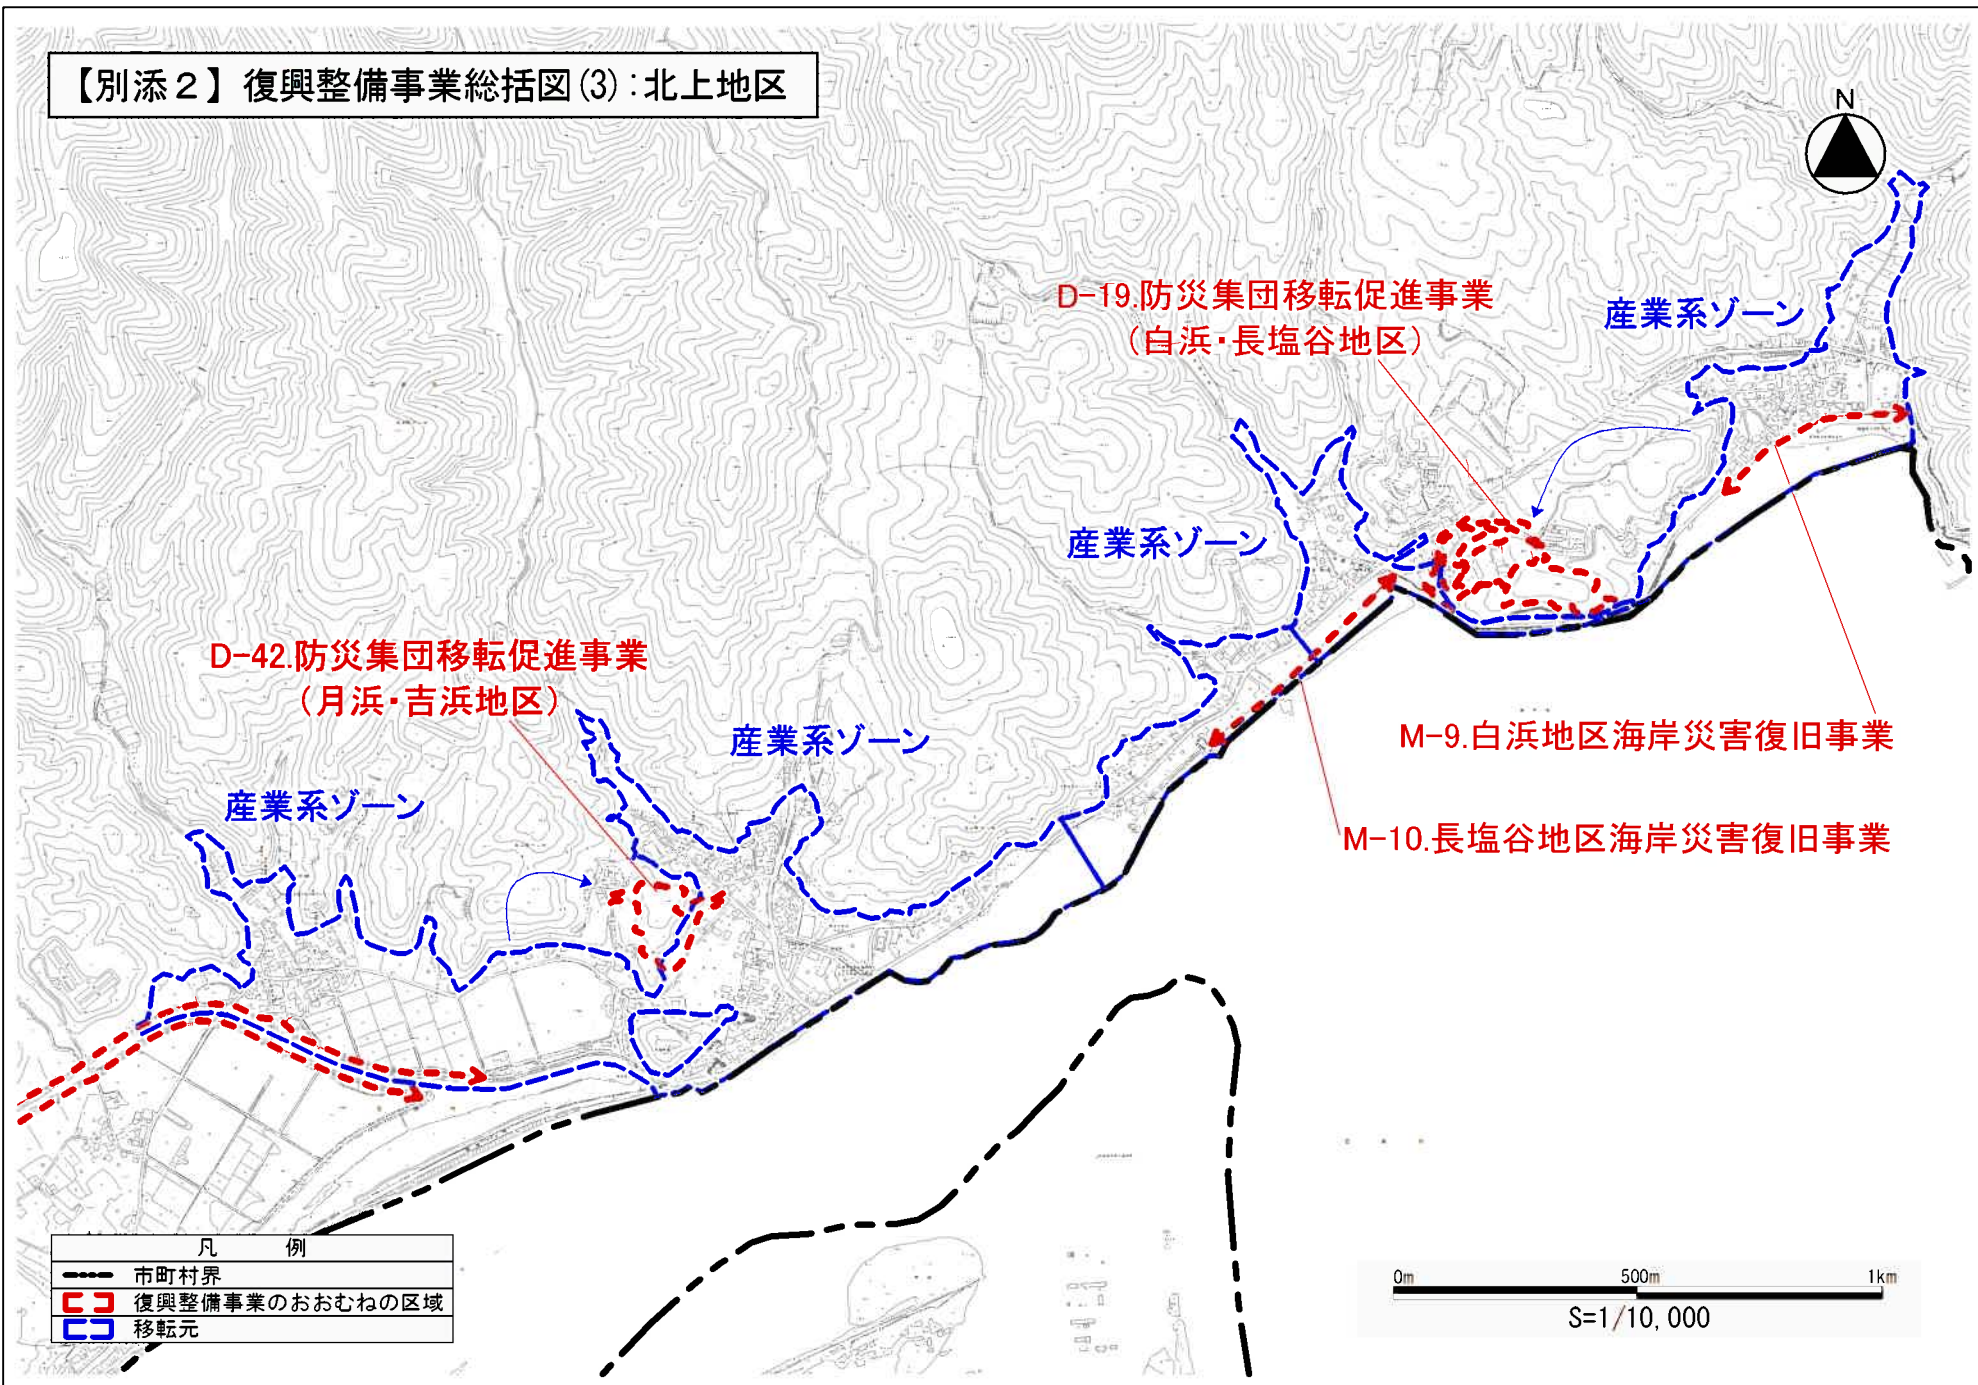 【別添２】復興整備事業総括図(3):北上地区
N
D-19.防災集団移転促進事業
(白浜・長塩谷地区)
産業系ゾーン
産業系ゾーン
D-42.防災集団移転促進事業
(月浜・吉浜地区)
産業系ゾーン
産業系ゾーン
M-9.白浜地区海岸災害復旧事業
M-10.長塩谷地区海岸災害復旧事業
凡　例
市町村界
復興整備事業のおおむねの区域
移転元
0m 500m 1km
S=1/10,000